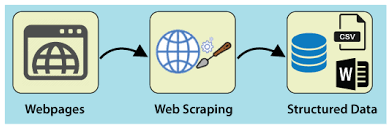 CSV
W
Webpages
Web Scraping
Structured Data